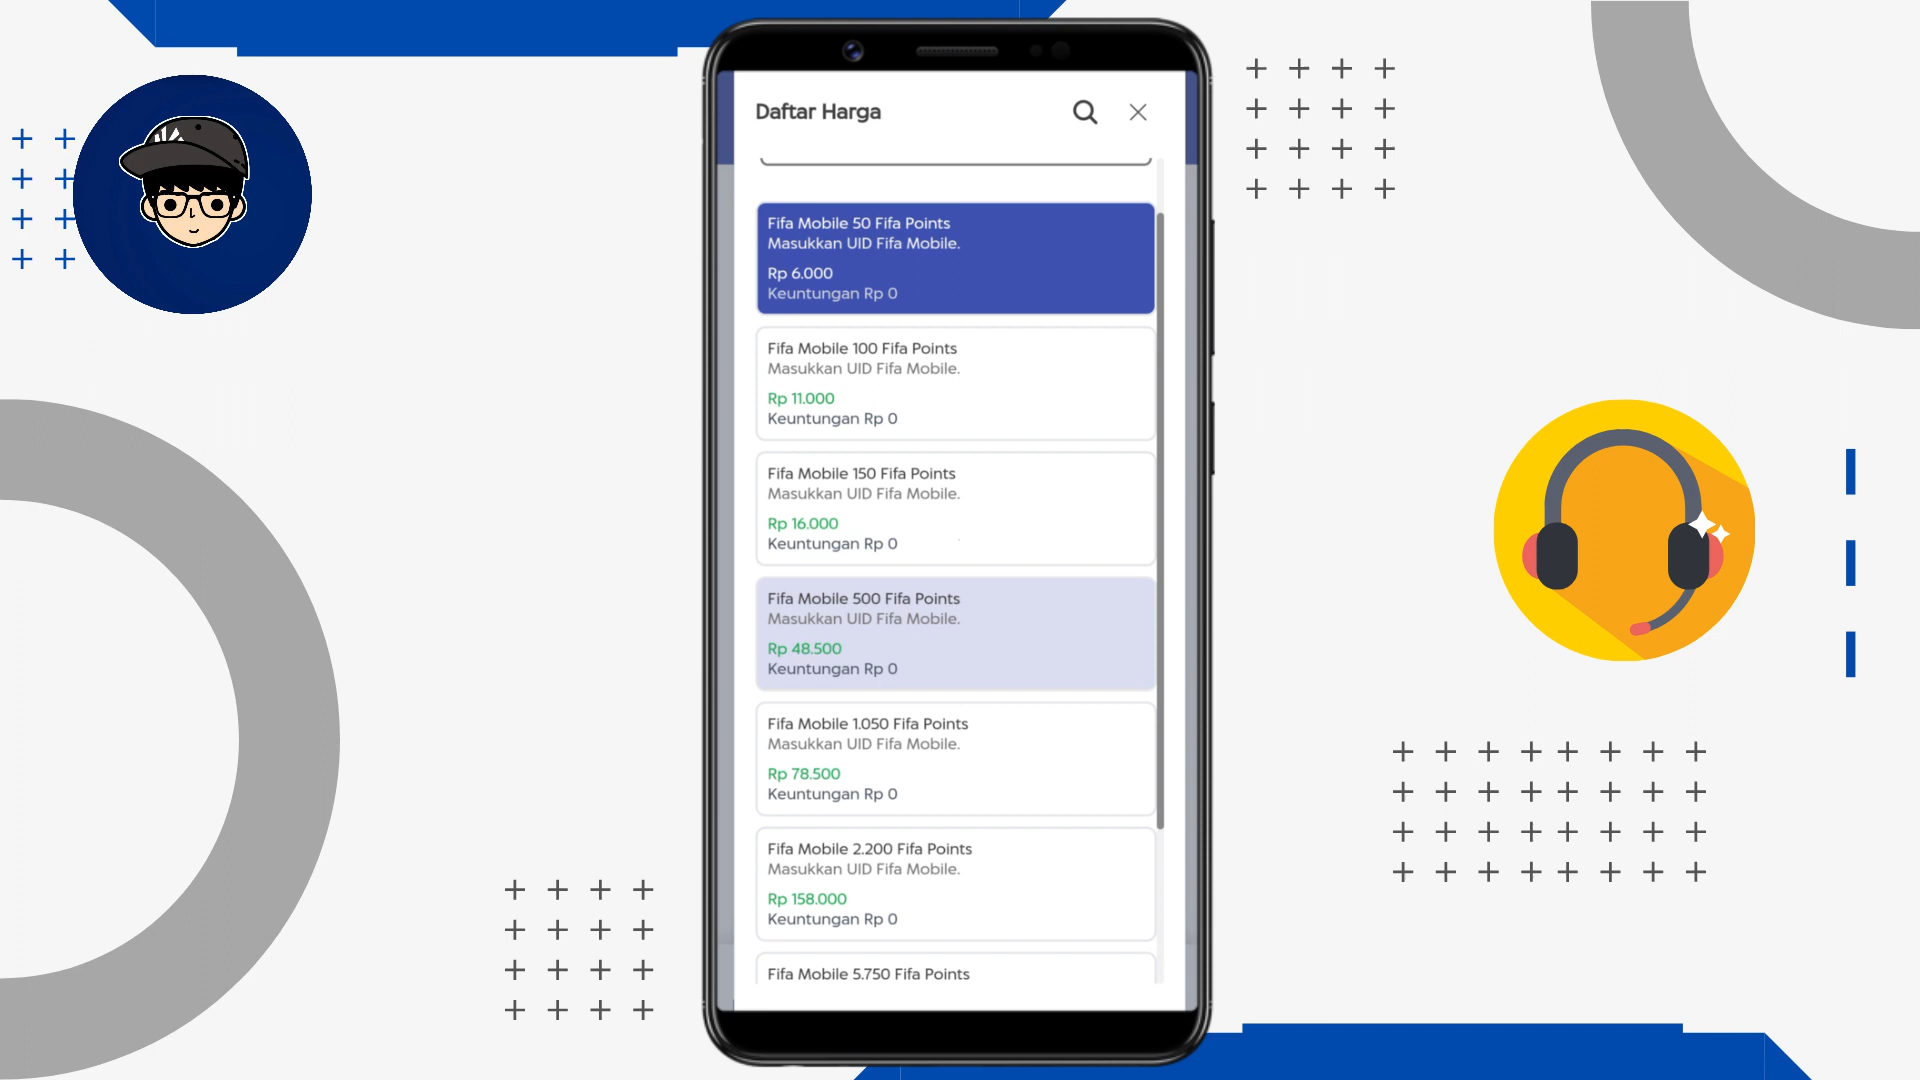 Daftar Harga
Fifa Mobile 50 Fifa Points
Masukkan UID Fifa Mobile.
Rp 6.000
Keuntungan Rp 0
Fifa Mobile 100 Fifa Points
Masukkan UID Fifa Mobile.
Rp 11.000
Keuntungan Rp 0
Fifa Mobile 150 Fifa Points
Masukkan UID Fifa Mobile.
Rp 16.000
Keuntungan Rp 0
Fifa Mobile 500 Fifa Points
Masukkan UID Fifa Mobile.
Rp 48.500
Keuntungan Rp 0
Fifa Mobile 1.050 Fifa Points
Masukkan UID Fifa Mobile.
Rp 78.500
Keuntungan Rp 0
Fifa Mobile 2.200 Fifa Points
Masukkan UID Fifa Mobile.
Rp 158.000
Keuntungan Rp 0
Fifa Mobile 5.750 Fifa Points